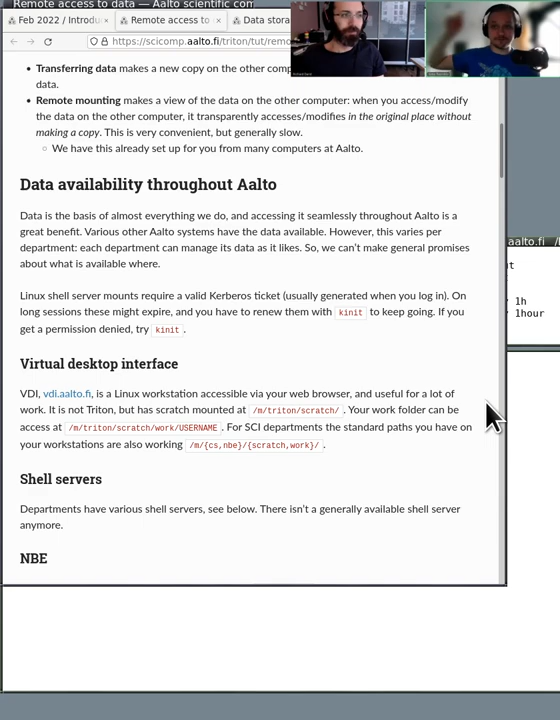 Remote access to data — Aalto scientific com
Feb 2022 / Introdu ×
Remote access to ×
Data stora
https://scicomp.aalto.fi/triton/tut/remo
• Transferring data makes a new copy on the other comp
data.
• Remote mounting makes a view of the data on the other computer: when you access/modify
the data on the other computer, it transparently accesses/modifies in the original place without
making a copy. This is very convenient, but generally slow.
◦ We have this already set up for you from many computers at Aalto.
Data availability throughout Aalto
Data is the basis of almost everything we do, and accessing it seamlessly throughout Aalto is a
great benefit. Various other Aalto systems have the data available. However, this varies per
department: each department can manage its data as it likes. So, we can't make general promises
about what is available where.
Linux shell server mounts require a valid Kerberos ticket (usually generated when you log in). On
long sessions these might expire, and you have to renew them with kinit to keep going. If you
get a permission denied, try kinit .
Virtual desktop interface
VDI, vdi.aalto.fi, is a Linux workstation accessible via your web browser, and useful for a lot of
work. It is not Triton, but has scratch mounted at /m/triton/scratch/ . Your work folder can be
access at /m/triton/scratch/work/USERNAME . For SCI departments the standard paths you have on
your workstations are also working /m/{cs,nbe}/{scratch,work}/ .
Shell servers
Departments have various shell servers, see below. There isn't a generally available shell server
anymore.
NBE
aalto.fi
1h
1hour